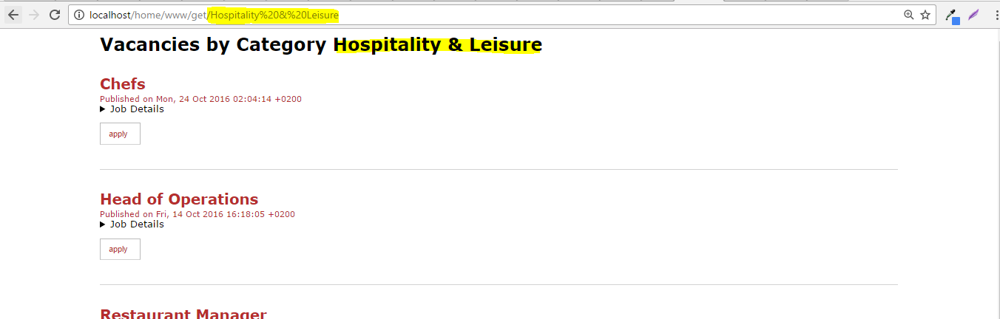 localhost/home/www/get/Hospitality%20&%20Leisure
Vacancies by Category Hospitality & Leisure
Chefs
Published on Mon, 24 Oct 2016 02:04:14 +0200
Job Details
apply
Head of Operations
Published on Fri, 14 Oct 2016 16:18:05 +0200
Job Details
apply
Restaurant Manager